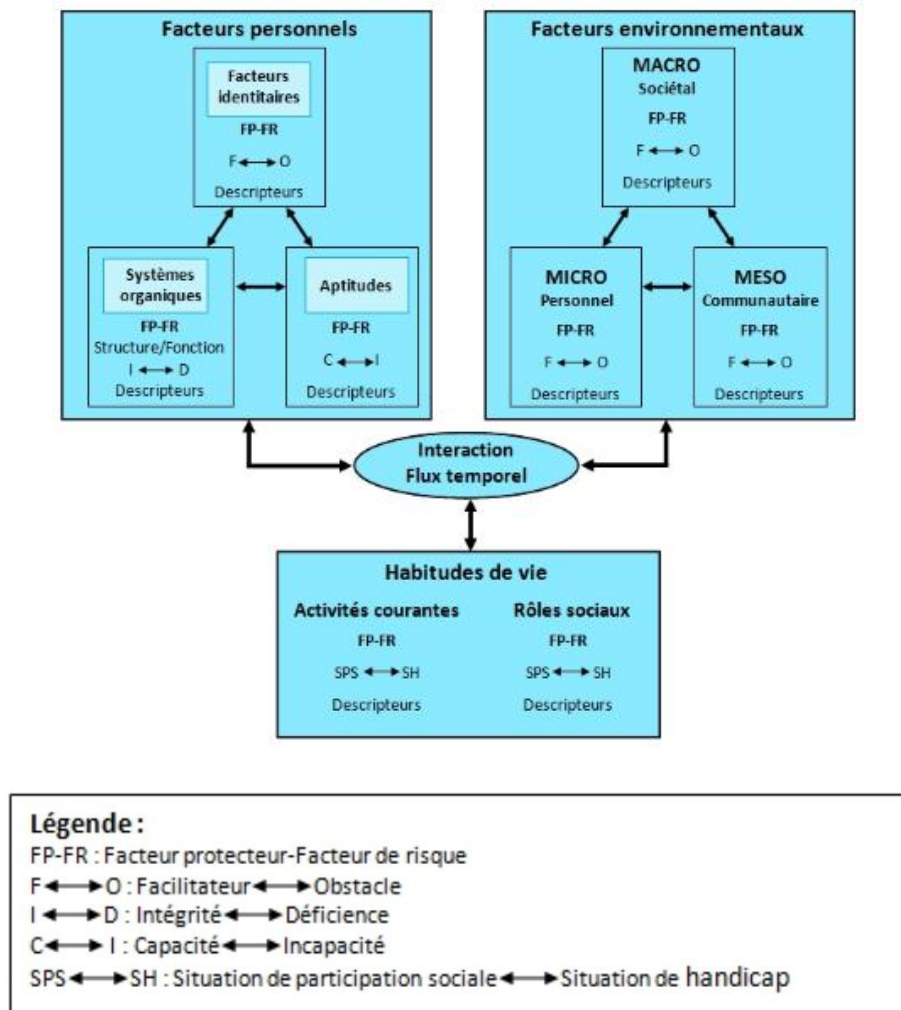 Facteurs personnels
Facteurs
identitaires
FP-FR
F ⟷ O
Descripteurs
Systèmes
organiques
FP-FR
Structure/Fonction
I ⟷ D
Descripteurs
Aptitudes
FP-FR
C ⟷ I
Descripteurs
Facteurs environnementaux
MACRO
Sociétal
FP-FR
F ⟷ O
Descripteurs
MICRO
Personnel
FP-FR
F ⟷ O
Descripteurs
MESO
Communautaire
FP-FR
F ⟷ O
Descripteurs
Interaction
Flux temporel
Habitudes de vie
Activités courantes
FP-FR
SPS ⟷ SH
Descripteurs
Rôles sociaux
FP-FR
SPS ⟷ SH
Descripteurs
Légende :
FP-FR : Facteur protecteur-Facteur de risque
F ⟷ O : Facilitateur ⟷ Obstacle
I ⟷ D : Intégrité ⟷ Déficience
C ⟷ I : Capacité ⟷ Incapacité
SPS ⟷ SH : Situation de participation sociale ⟷ Situation de handicap